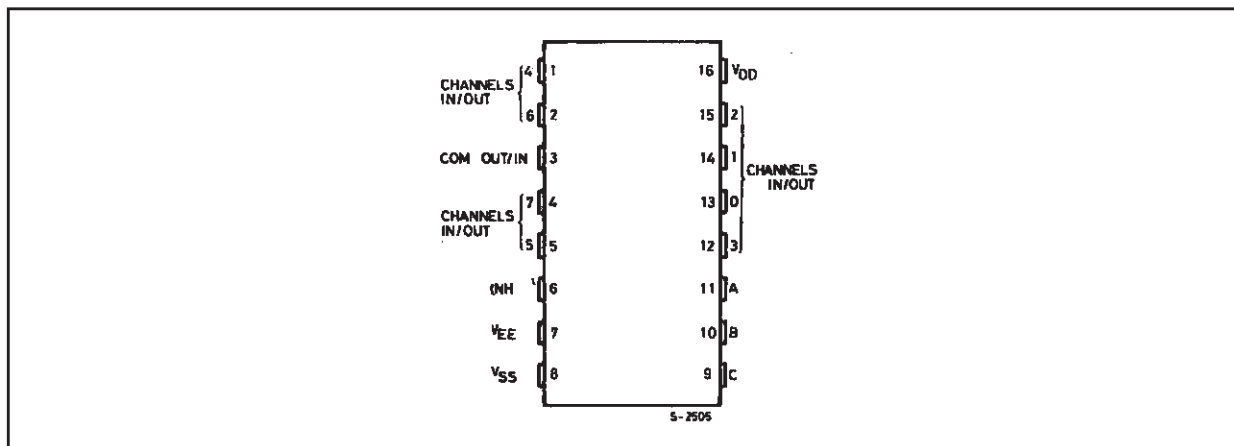 4 1 16 VDD
CHANNELS
IN/OUT
6 2 15 2
COM OUT/IN 3 14 1
CHANNELS
IN/OUT
7 4 13 0
CHANNELS
IN/OUT
5 5 12 3
INH 6 11 A
VEE 7 10 B
VSS 8 9 C
S-2505